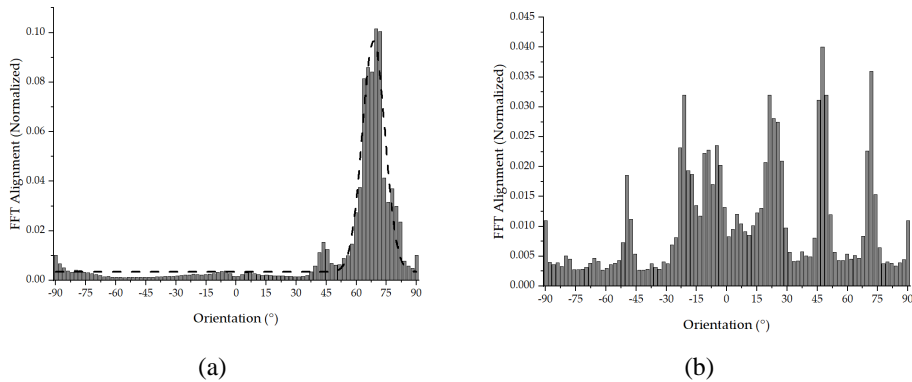 0.10
0.08
0.06
0.04
0.02
0.00
FFT Alignment (Normalized)
-90 -75 -60 -45 -30 -15 0 15 30 45 60 75 90
Orientation (°)
(a)
0.045
0.040
0.035
0.030
0.025
0.020
0.015
0.010
0.005
0.000
FFT Alignment (Normalized)
-90 -75 -60 -45 -30 -15 0 15 30 45 60 75 90
Orientation (°)
(b)